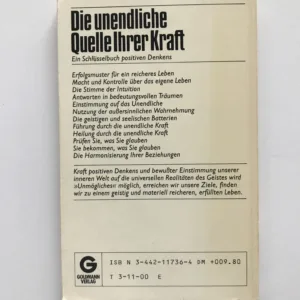 Die unendliche
Quelle Ihrer Kraft
Ein Schlüsselbuch positiven Denkens
Erfolgsmuster für ein reicheres Leben
Macht und Kontrolle über das eigene Leben
Die Stimme der Intuition
Antworten in bedeutungsvollen Träumen
Einstimmung auf das Unendliche
Nutzung der außersinnlichen Wahrnehmung
Die geistigen und seelischen Batterien
Führung durch die unendliche Kraft
Heilung durch die unendliche Kraft
Prüfen Sie, was Sie glauben
Sie bekommen, was Sie glauben
Die Harmonisierung Ihrer Beziehungen
Kraft positiven Denkens und bewußter Einstimmung unserer
inneren Welt auf die universellen Realitäten des Geistes wird
»Unmögliches« möglich, erreichen wir unsere Ziele, finden
wir zu einem geistig und materiell reicheren, erfüllten Leben.
G
GOLDMANN
VERLAG
ISB N 3-442-11736-4 DM +009.80
T 3-11-00 E